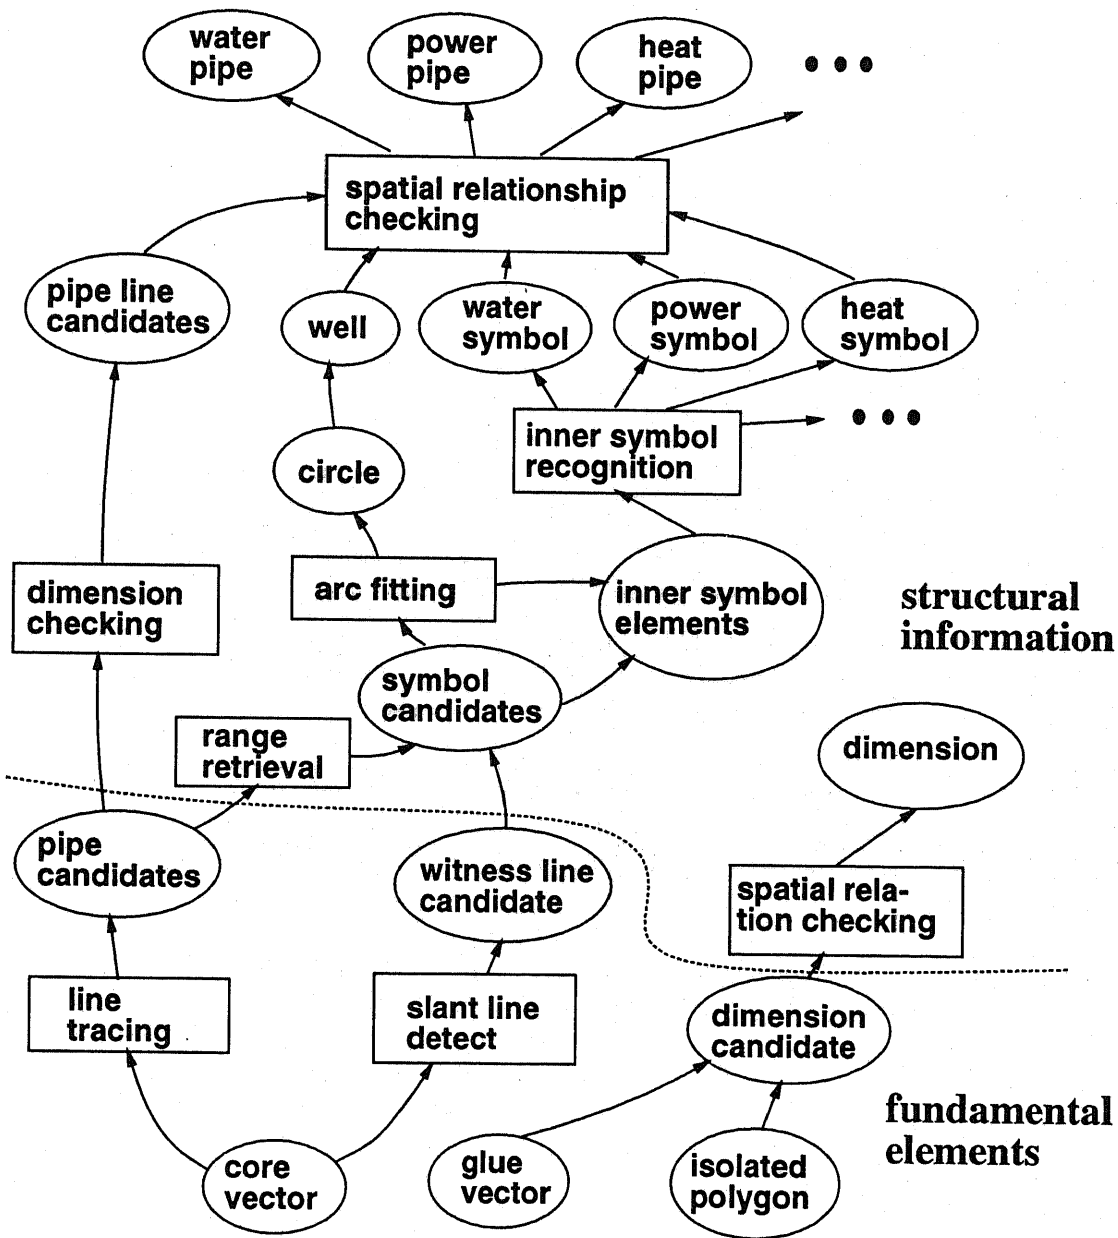 water
pipe
power
pipe
heat
pipe
spatial relationship
checking
pipe line
candidates
well
water
symbol
power
symbol
heat
symbol
inner symbol
recognition
circle
dimension
checking
arc fitting
inner symbol
elements
structural
information
symbol
candidates
range
retrieval
dimension
pipe
candidates
witness line
candidate
spatial rela-
tion checking
line
tracing
slant line
detect
dimension
candidate
fundamental
elements
core
vector
glue
vector
isolated
polygon